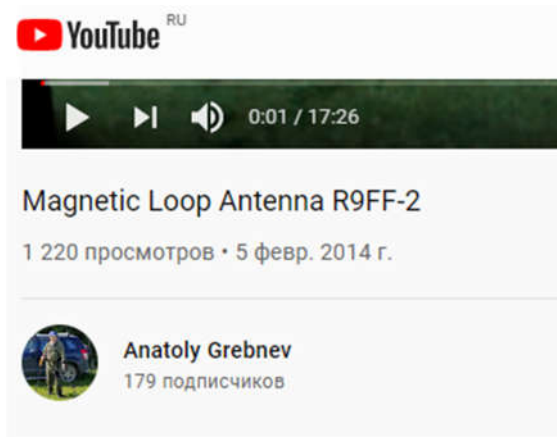 YouTube RU
0:01 / 17:26
Magnetic Loop Antenna R9FF-2
1 220 просмотров • 5 февр. 2014 г.
Anatoly Grebnev
179 подписчиков